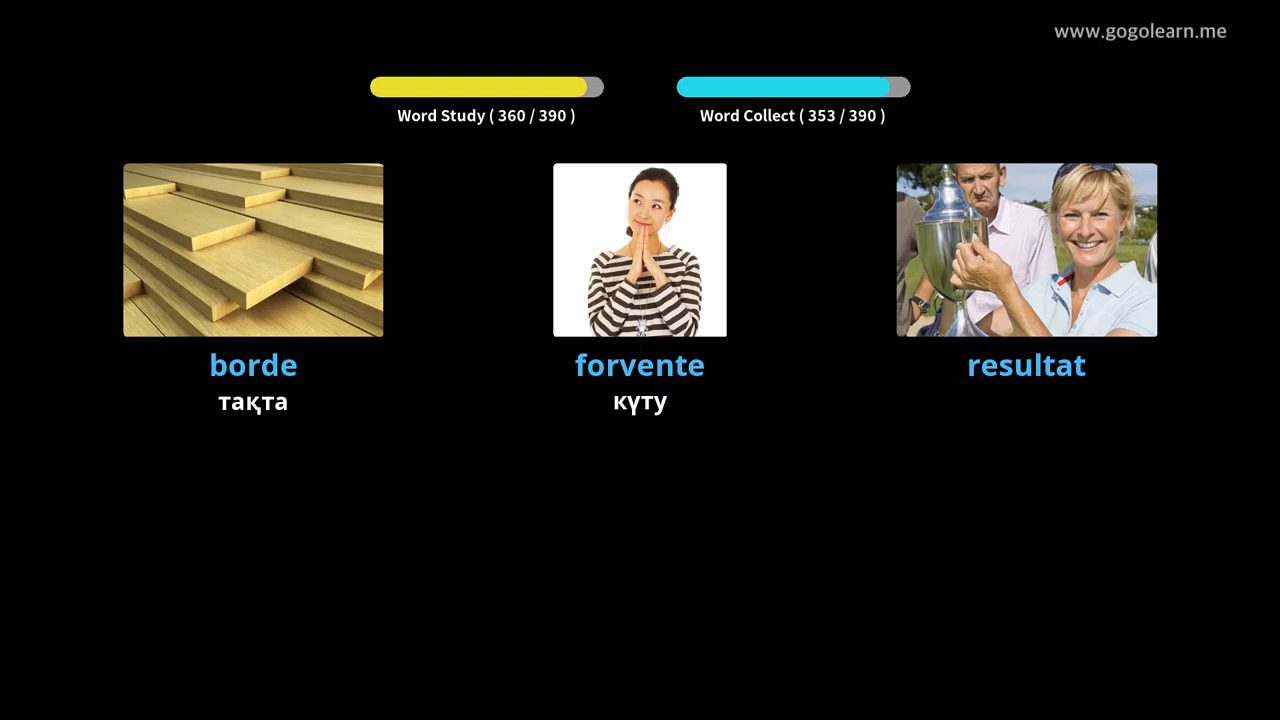 www.gogolearn.me
Word Study ( 360 / 390 )
Word Collect ( 353 / 390 )
borde
forvente
resultat
тақта
күту